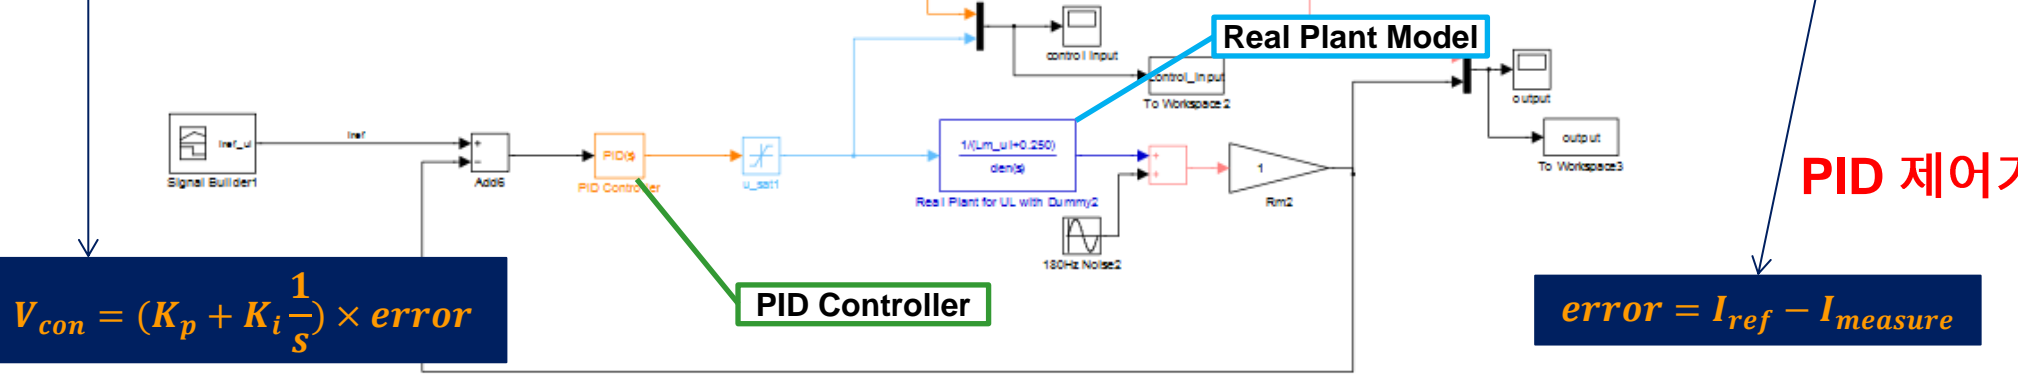 control input
Real Plant Model
control_input
To Workspace 2
output
output
To Workspace3
Iref_ul
Signal Builder1
Iref
Add6
PID(s)
PID Controller
u_sat1
1/(Lm_ul+0.250)
den(s)
Real Plant for UL with Dummy2
180Hz Noise2
1
Rm2
PID 제어기
PID Controller
V_con = (K_p + K_i 1/s) × error
error = I_ref − I_measure